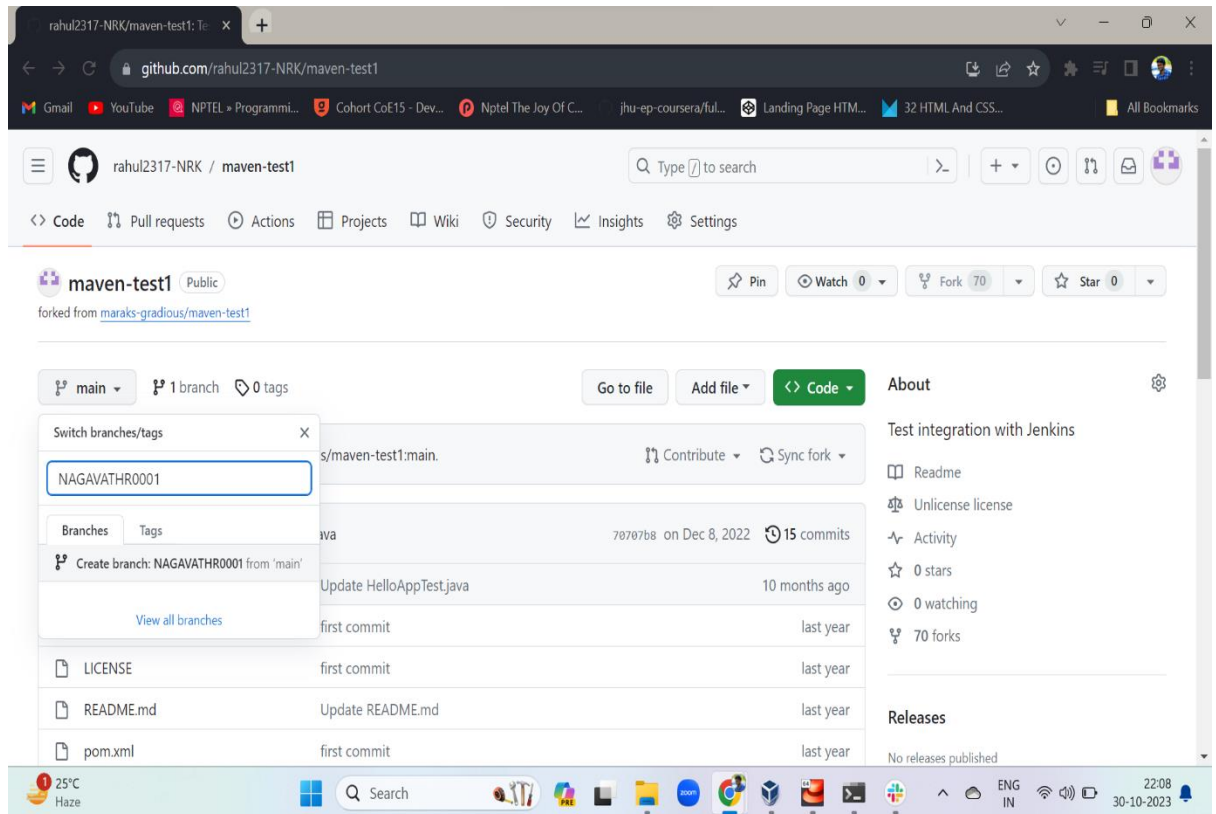 rahul2317-NRK/maven-test1: Te
github.com/rahul2317-NRK/maven-test1
Gmail YouTube NPTEL » Programmi... Cohort CoE15 - Dev... Nptel The Joy Of C... jhu-ep-coursera/ful... Landing Page HTM... 32 HTML And CSS... All Bookmarks
rahul2317-NRK / maven-test1 Type / to search
Code Pull requests Actions Projects Wiki Security Insights Settings
maven-test1 Public Pin Watch 0 Fork 70 Star 0
forked from maraks-gradious/maven-test1
main 1 branch 0 tags Go to file Add file Code
Switch branches/tags
NAGAVATHR0001
Branches Tags
Create branch: NAGAVATHR0001 from 'main'
View all branches
s/maven-test1:main. Contribute Sync fork
ava 70707b8 on Dec 8, 2022 15 commits
Update HelloAppTest.java 10 months ago
first commit last year
LICENSE first commit last year
README.md Update README.md last year
pom.xml first commit last year
About
Test integration with Jenkins
Readme
Unlicense license
Activity
0 stars
0 watching
70 forks
Releases
No releases published
1 25°C
Haze
Search
PRE
zoom
ENG
IN
22:08
30-10-2023